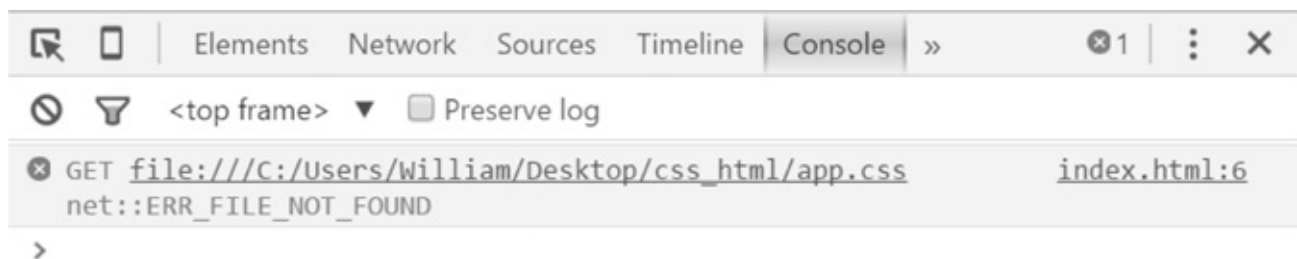 Elements Network Sources Timeline Console » 1
<top frame> ▼ Preserve log
GET file:///C:/Users/William/Desktop/css_html/app.css index.html:6
net::ERR_FILE_NOT_FOUND
>